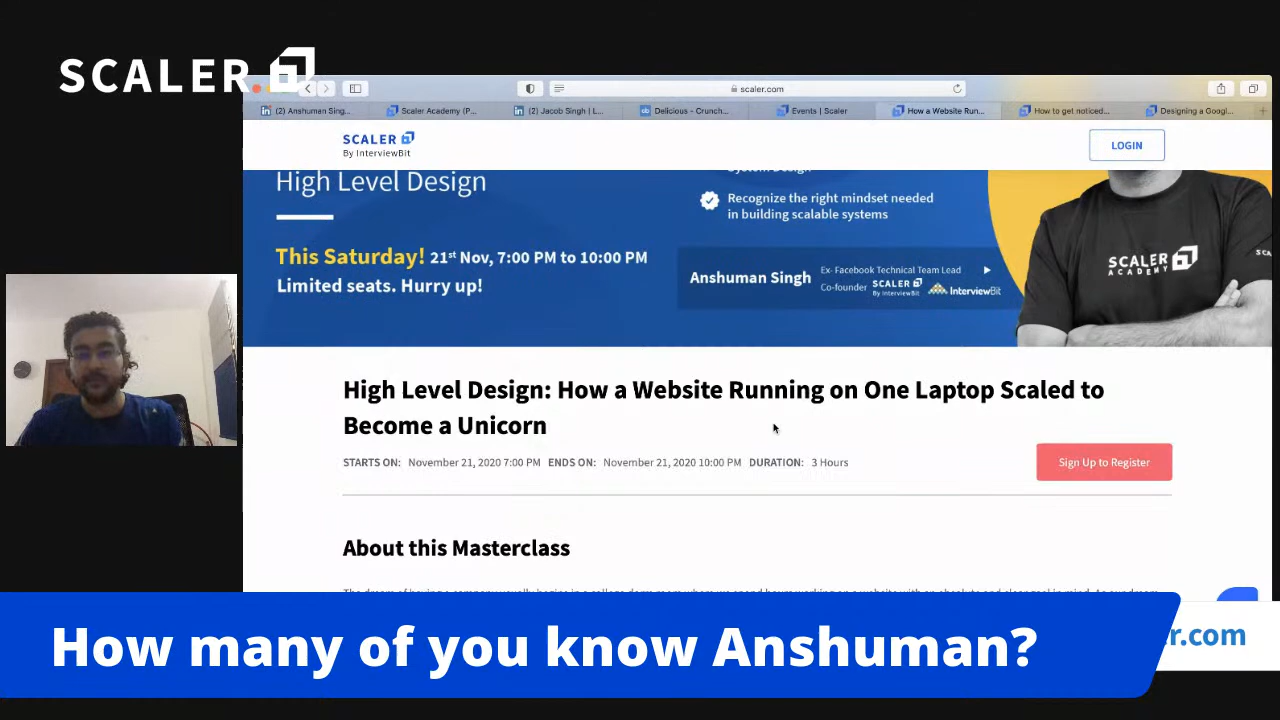 SCALER
scaler.com
(2) Anshuman Sing...
Scaler Academy (P...
(2) Jacob Singh | L...
Delicious - Crunch...
Events | Scaler
How a Website Run...
How to get noticed...
Designing a Googl...
SCALER
By InterviewBit
LOGIN
High Level Design
System Design
Recognize the right mindset needed
in building scalable systems
This Saturday! 21st Nov, 7:00 PM to 10:00 PM
Limited seats. Hurry up!
Anshuman Singh
Ex- Facebook Technical Team Lead
Co-founder SCALER By InterviewBit InterviewBit
SCALER
ACADEMY
High Level Design: How a Website Running on One Laptop Scaled to
Become a Unicorn
STARTS ON: November 21, 2020 7:00 PM ENDS ON: November 21, 2020 10:00 PM DURATION: 3 Hours
Sign Up to Register
About this Masterclass
How many of you know Anshuman?
r.com